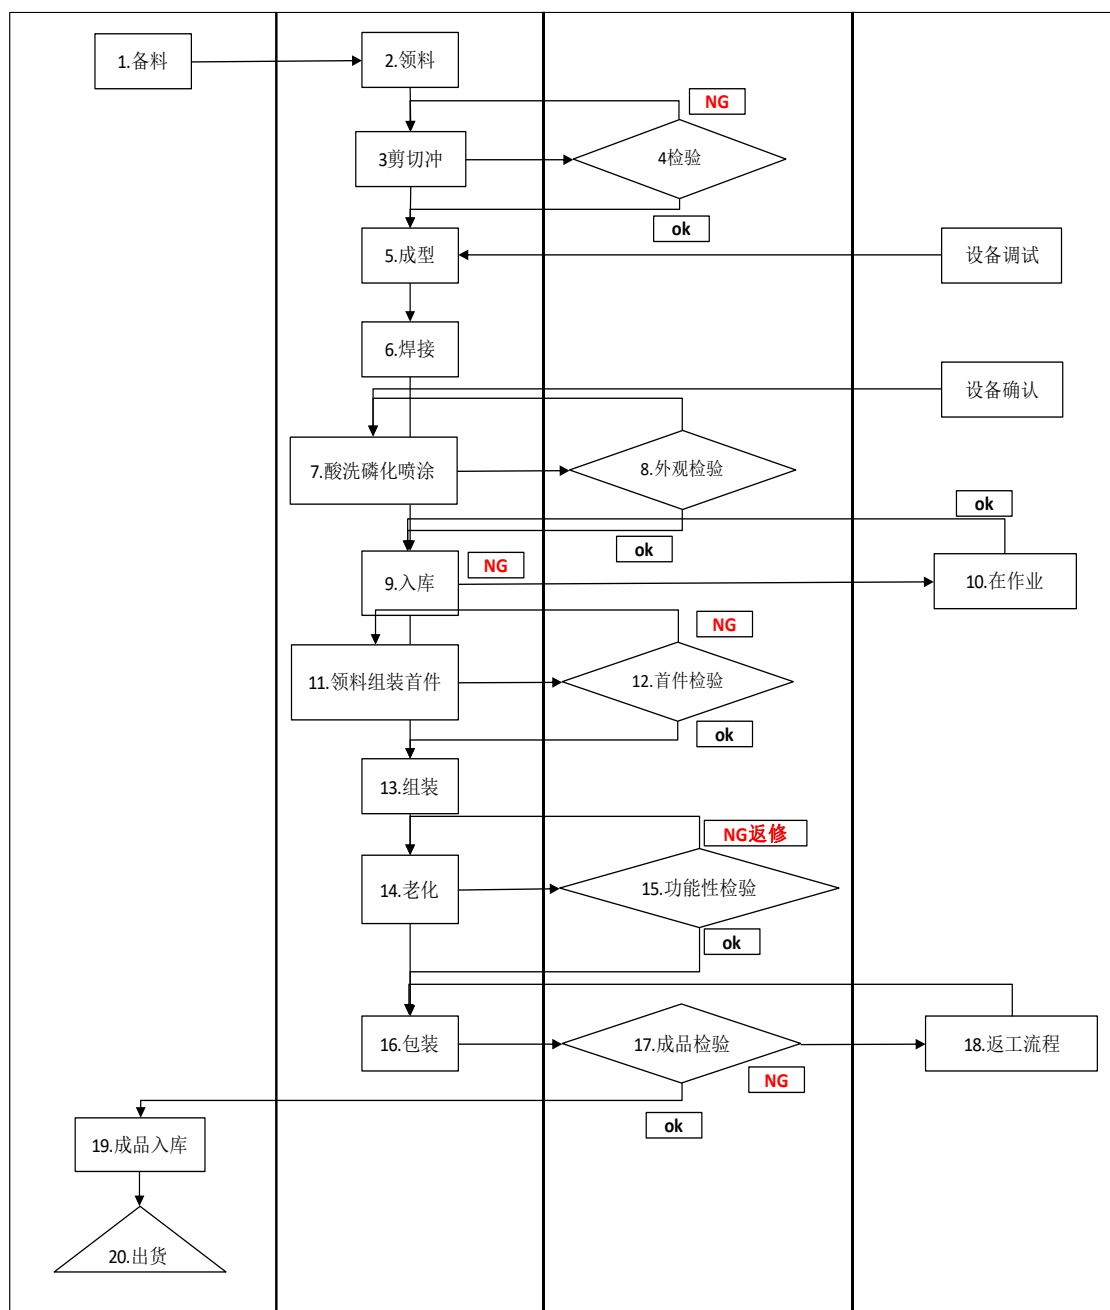 1.备料
2.领料
NG
3剪切冲
4检验
ok
5.成型
设备调试
6.焊接
设备确认
7.酸洗磷化喷涂
8.外观检验
ok
ok
NG
9.入库
10.在作业
NG
11.领料组装首件
12.首件检验
ok
13.组装
NG返修
14.老化
15.功能性检验
ok
16.包装
17.成品检验
18.返工流程
NG
ok
19.成品入库
20.出货